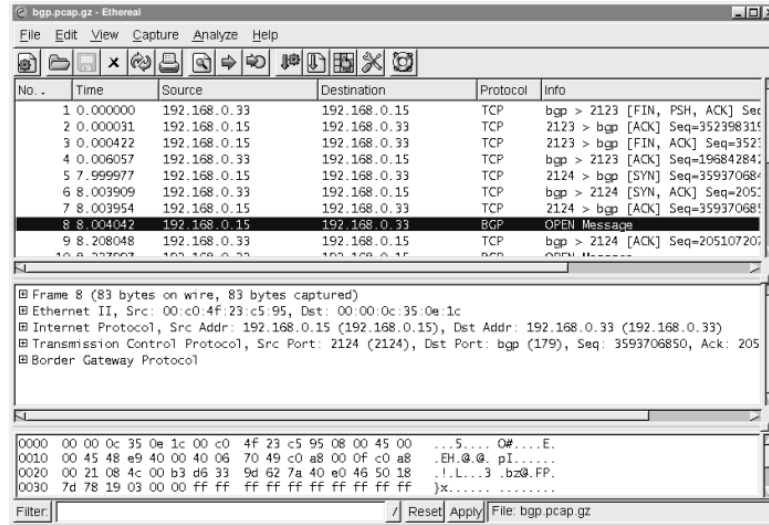 bgp.pcap.gz - Ethereal
File Edit View Capture Analyze Help
No. . Time Source Destination Protocol Info
1 0.000000 192.168.0.33 192.168.0.15 TCP bgp > 2123 [FIN, PSH, ACK] Seq
2 0.000031 192.168.0.15 192.168.0.33 TCP 2123 > bgp [ACK] Seq=352398319
3 0.000422 192.168.0.15 192.168.0.33 TCP 2123 > bgp [FIN, ACK] Seq=3523
4 0.006057 192.168.0.33 192.168.0.15 TCP bgp > 2123 [ACK] Seq=196842842
5 7.999977 192.168.0.15 192.168.0.33 TCP 2124 > bgp [SYN] Seq=359370684
6 8.003909 192.168.0.33 192.168.0.15 TCP bgp > 2124 [SYN, ACK] Seq=2051
7 8.003954 192.168.0.15 192.168.0.33 TCP 2124 > bgp [ACK] Seq=359370685
8 8.004042 192.168.0.15 192.168.0.33 BGP OPEN Message
9 8.208048 192.168.0.33 192.168.0.15 TCP bgp > 2124 [ACK] Seq=205107207
Frame 8 (83 bytes on wire, 83 bytes captured)
Ethernet II, Src: 00:c0:4f:23:c5:95, Dst: 00:00:0c:35:0e:1c
Internet Protocol, Src Addr: 192.168.0.15 (192.168.0.15), Dst Addr: 192.168.0.33 (192.168.0.33)
Transmission Control Protocol, Src Port: 2124 (2124), Dst Port: bgp (179), Seq: 3593706850, Ack: 205
Border Gateway Protocol
0000 00 00 0c 35 0e 1c 00 c0 4f 23 c5 95 08 00 45 00 ...5.... O#....E.
0010 00 45 48 e9 40 00 40 06 70 49 c0 a8 00 0f c0 a8 .EH.@.@. pI......
0020 00 21 08 4c 00 b3 d6 33 9d 62 7a 40 e0 46 50 18 .!.L...3 .bz@.FP.
0030 7d 78 19 03 00 00 ff ff ff ff ff ff ff ff ff ff }x...... ........
Filter: / Reset Apply File: bgp.pcap.gz